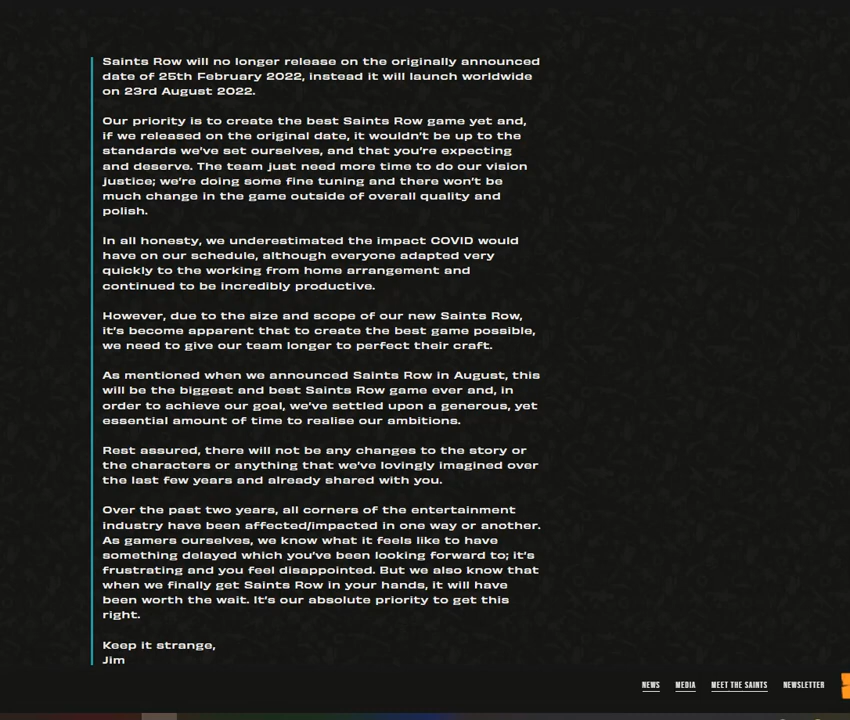 Saints Row will no longer release on the originally announced
date of 25th February 2022, instead it will launch worldwide
on 23rd August 2022.
Our priority is to create the best Saints Row game yet and,
if we released on the original date, it wouldn't be up to the
standards we've set ourselves, and that you're expecting
and deserve. The team just need more time to do our vision
justice; we're doing some fine tuning and there won't be
much change in the game outside of overall quality and
polish.
In all honesty, we underestimated the impact COVID would
have on our schedule, although everyone adapted very
quickly to the working from home arrangement and
continued to be incredibly productive.
However, due to the size and scope of our new Saints Row,
it's become apparent that to create the best game possible,
we need to give our team longer to perfect their craft.
As mentioned when we announced Saints Row in August, this
will be the biggest and best Saints Row game ever and, in
order to achieve our goal, we've settled upon a generous, yet
essential amount of time to realise our ambitions.
Rest assured, there will not be any changes to the story or
the characters or anything that we've lovingly imagined over
the last few years and already shared with you.
Over the past two years, all corners of the entertainment
industry have been affected/impacted in one way or another.
As gamers ourselves, we know what it feels like to have
something delayed which you've been looking forward to; it's
frustrating and you feel disappointed. But we also know that
when we finally get Saints Row in your hands, it will have
been worth the wait. It's our absolute priority to get this
right.
Keep it strange,
Jim
NEWS MEDIA MEET THE SAINTS NEWSLETTER